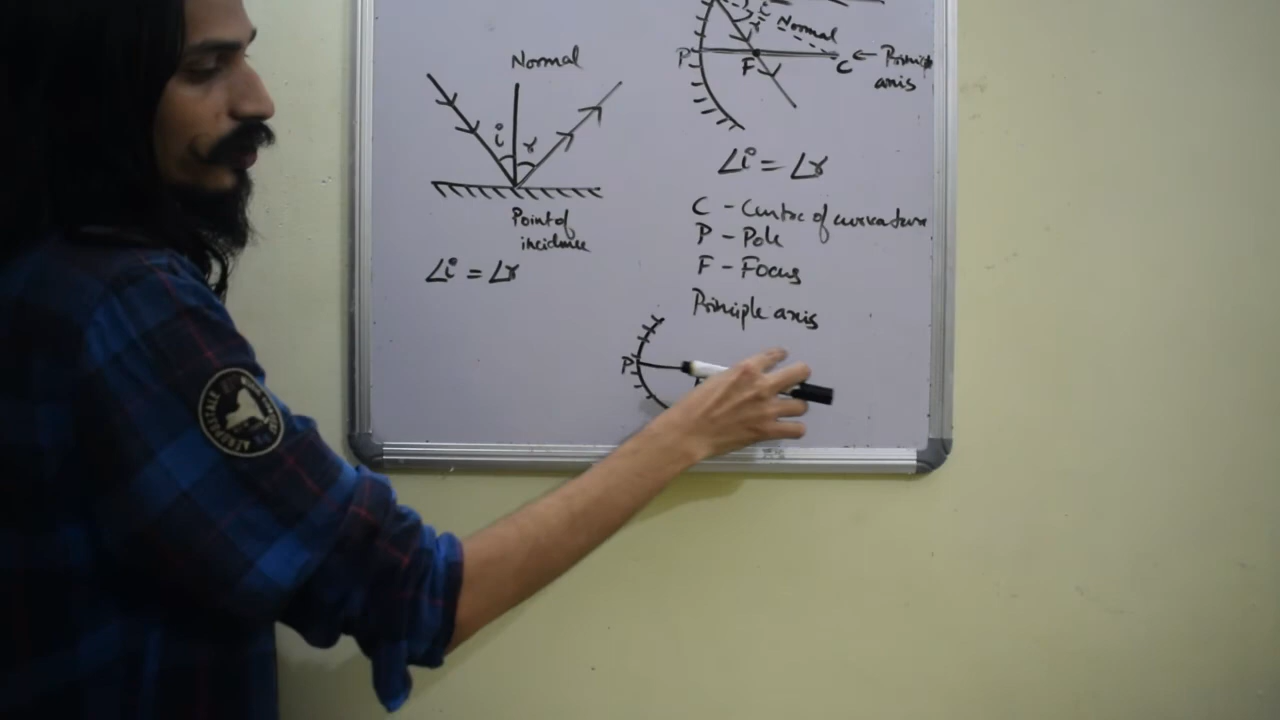 Normal
i r
Point of
incidence
∠i = ∠r
i
r Normal
P F C ← Principle
axis
∠i = ∠r
C - Centre of curvature
P - Pole
F - Focus
Principle axis
P